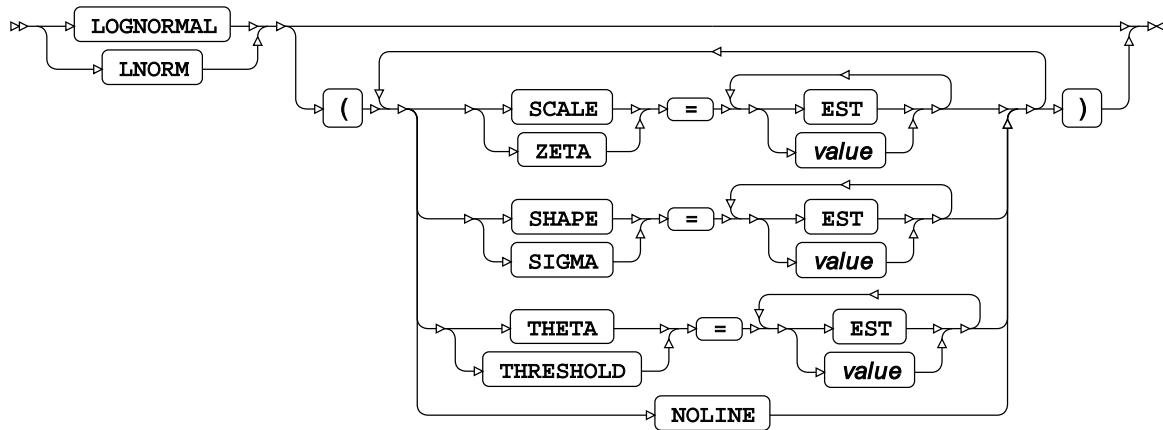 LOGNORMAL
LNORM
( SCALE = EST )
ZETA value
SHAPE = EST
SIGMA value
THETA = EST
THRESHOLD value
NOLINE